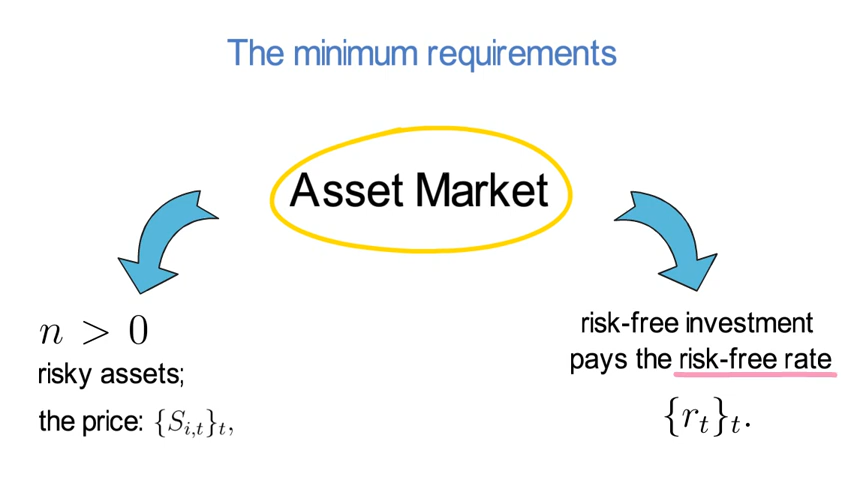 The minimum requirements
Asset Market
n > 0
risky assets;
the price: {S_{i,t}}_t,
risk-free investment
pays the risk-free rate
{r_t}_t.